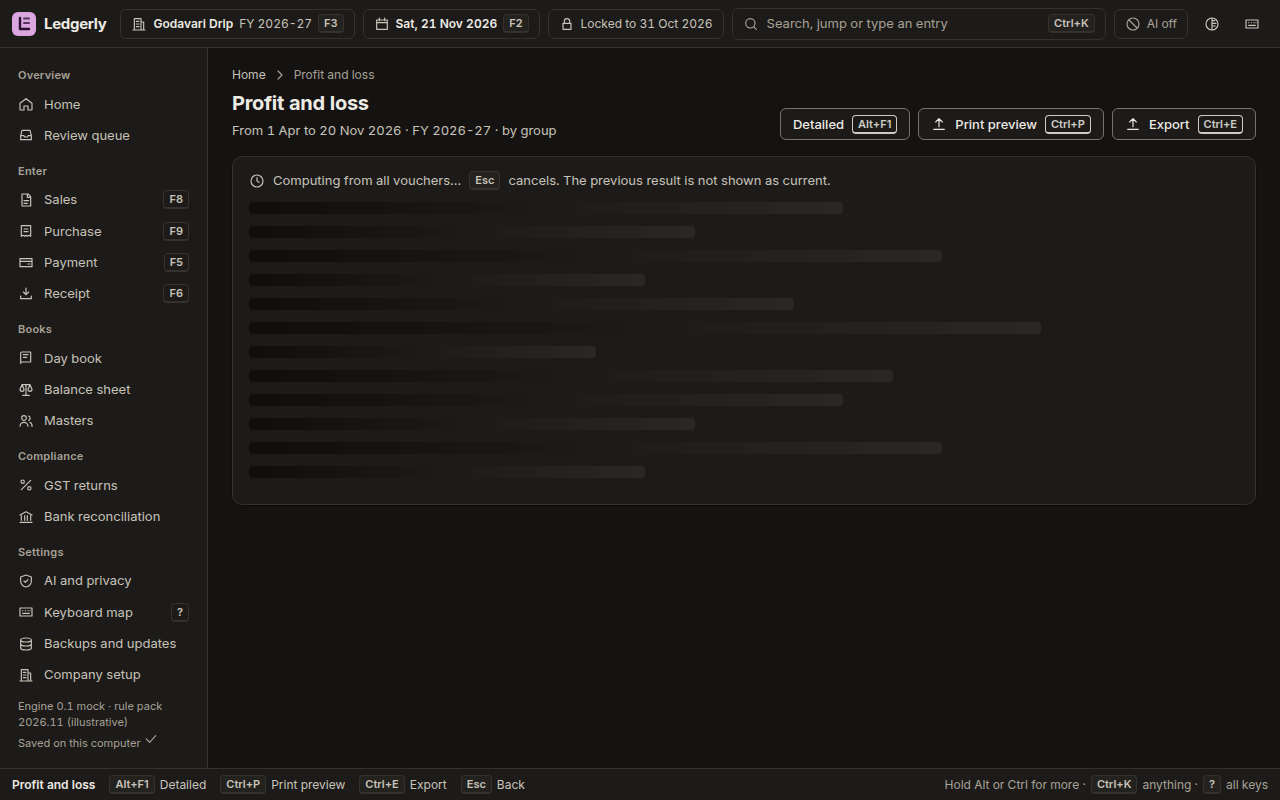 Ledgerly
Godavari Drip FY 2026-27 F3
Sat, 21 Nov 2026 F2
Locked to 31 Oct 2026
Search, jump or type an entry Ctrl+K
AI off
Overview
Home
Review queue
Enter
Sales F8
Purchase F9
Payment F5
Receipt F6
Books
Day book
Balance sheet
Masters
Compliance
GST returns
Bank reconciliation
Settings
AI and privacy
Keyboard map ?
Backups and updates
Company setup
Engine 0.1 mock · rule pack
2026.11 (illustrative)
Saved on this computer
Home Profit and loss
Profit and loss
From 1 Apr to 20 Nov 2026 · FY 2026-27 · by group
Detailed Alt+F1
Print preview Ctrl+P
Export Ctrl+E
Computing from all vouchers... Esc cancels. The previous result is not shown as current.
Profit and loss Alt+F1 Detailed Ctrl+P Print preview Ctrl+E Export Esc Back
Hold Alt or Ctrl for more · Ctrl+K anything · ? all keys